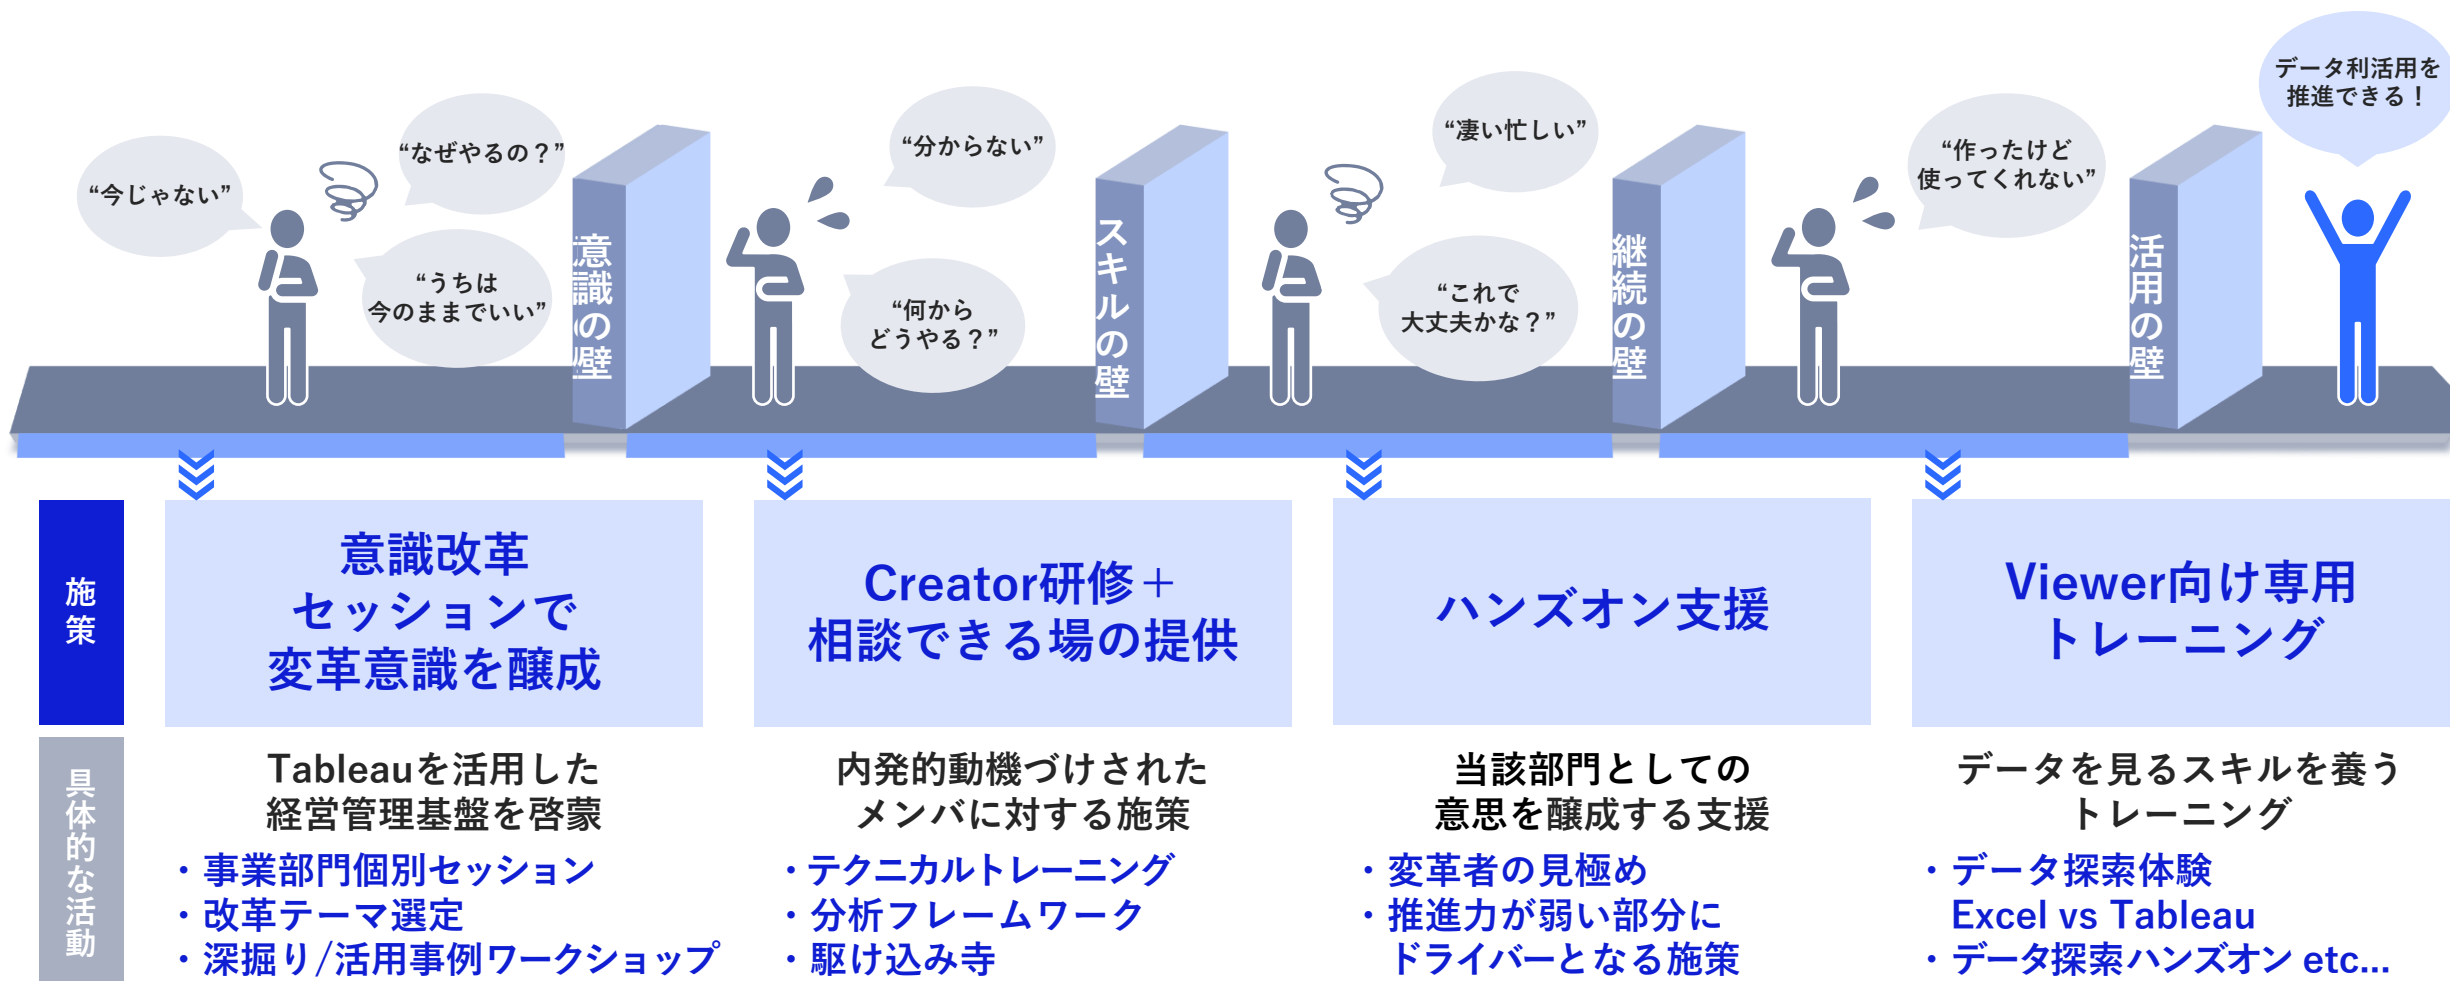 “今じゃない”
“なぜやるの？”
“うちは
今のままでいい”
意識の壁
“分からない”
“何から
どうやる？”
スキルの壁
“凄い忙しい”
“これで
大丈夫かな？”
継続の壁
“作ったけど
使ってくれない”
活用の壁
データ利活用を
推進できる！
施策
意識改革
セッションで
変革意識を醸成
Creator研修＋
相談できる場の提供
ハンズオン支援
Viewer向け専用
トレーニング
具体的な活動
Tableauを活用した
経営管理基盤を啓蒙
・事業部門個別セッション
・改革テーマ選定
・深掘り/活用事例ワークショップ
内発的動機づけされた
メンバに対する施策
・テクニカルトレーニング
・分析フレームワーク
・駆け込み寺
当該部門としての
意思を醸成する支援
・変革者の見極め
・推進力が弱い部分に
ドライバーとなる施策
データを見るスキルを養う
トレーニング
・データ探索体験
Excel vs Tableau
・データ探索ハンズオン etc...